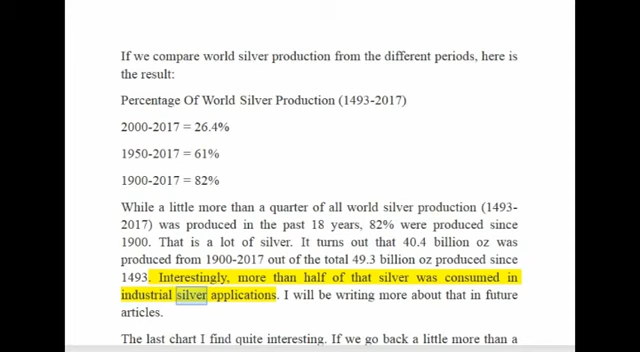 If we compare world silver production from the different periods, here is
the result:
Percentage Of World Silver Production (1493-2017)
2000-2017 = 26.4%
1950-2017 = 61%
1900-2017 = 82%
While a little more than a quarter of all world silver production (1493-
2017) was produced in the past 18 years, 82% were produced since
1900. That is a lot of silver. It turns out that 40.4 billion oz was
produced from 1900-2017 out of the total 49.3 billion oz produced since
1493. Interestingly, more than half of that silver was consumed in
industrial silver applications. I will be writing more about that in future
articles.
The last chart I find quite interesting. If we go back a little more than a